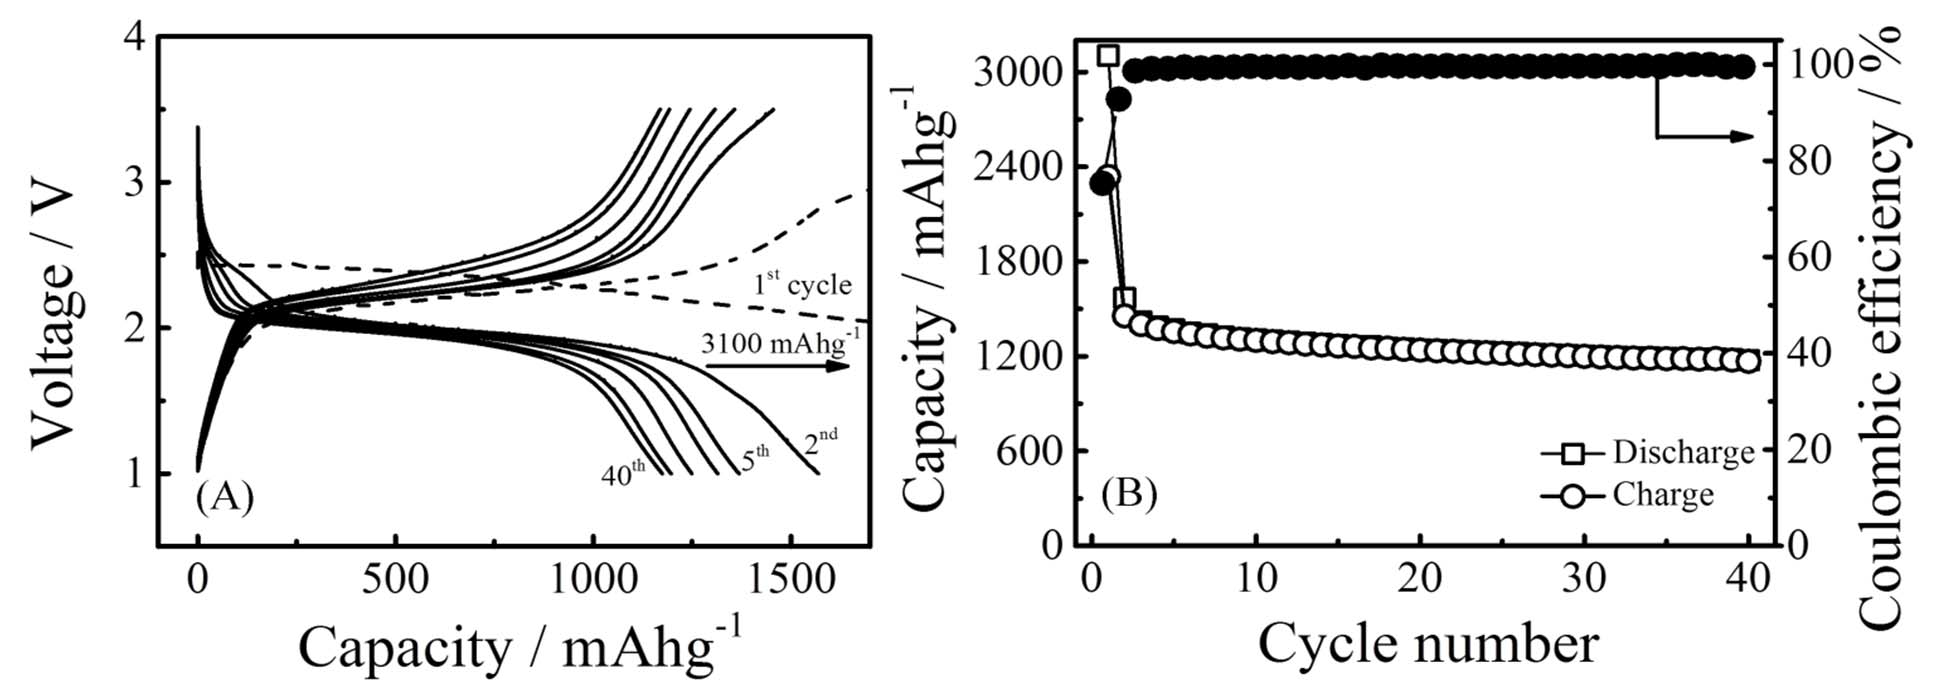 4
3
2
1
Voltage / V
1st cycle
3100 mAhg-1
2nd
5th
40th
(A)
0 500 1000 1500
Capacity / mAhg-1
3000
2400
1800
1200
600
0
Capacity / mAhg-1
100
80
60
40
20
0
Coulombic efficiency / %
Discharge
Charge
(B)
0 10 20 30 40
Cycle number